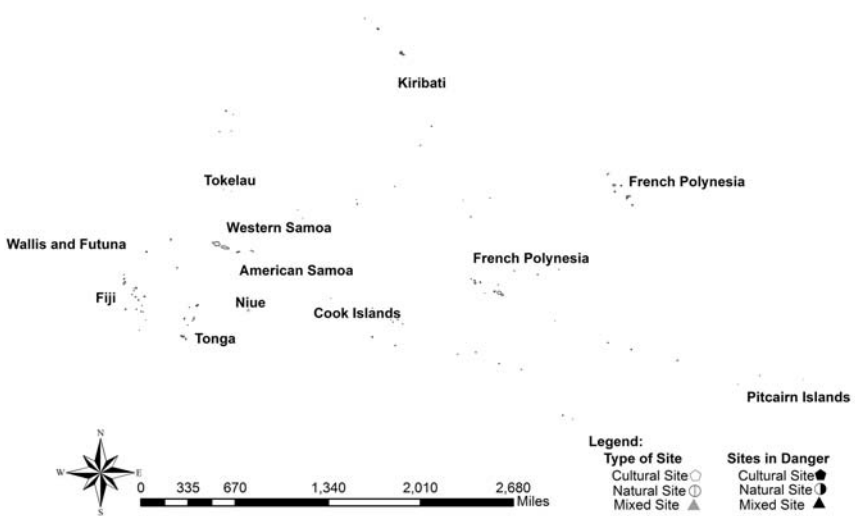 Kiribati
Tokelau
French Polynesia
Western Samoa
Wallis and Futuna
French Polynesia
American Samoa
Fiji
Niue
Cook Islands
Tonga
Pitcairn Islands
N
W
E
S
0 335 670 1,340 2,010 2,680
Miles
Legend:
Type of Site
Cultural Site
Natural Site
Mixed Site
Sites in Danger
Cultural Site
Natural Site
Mixed Site